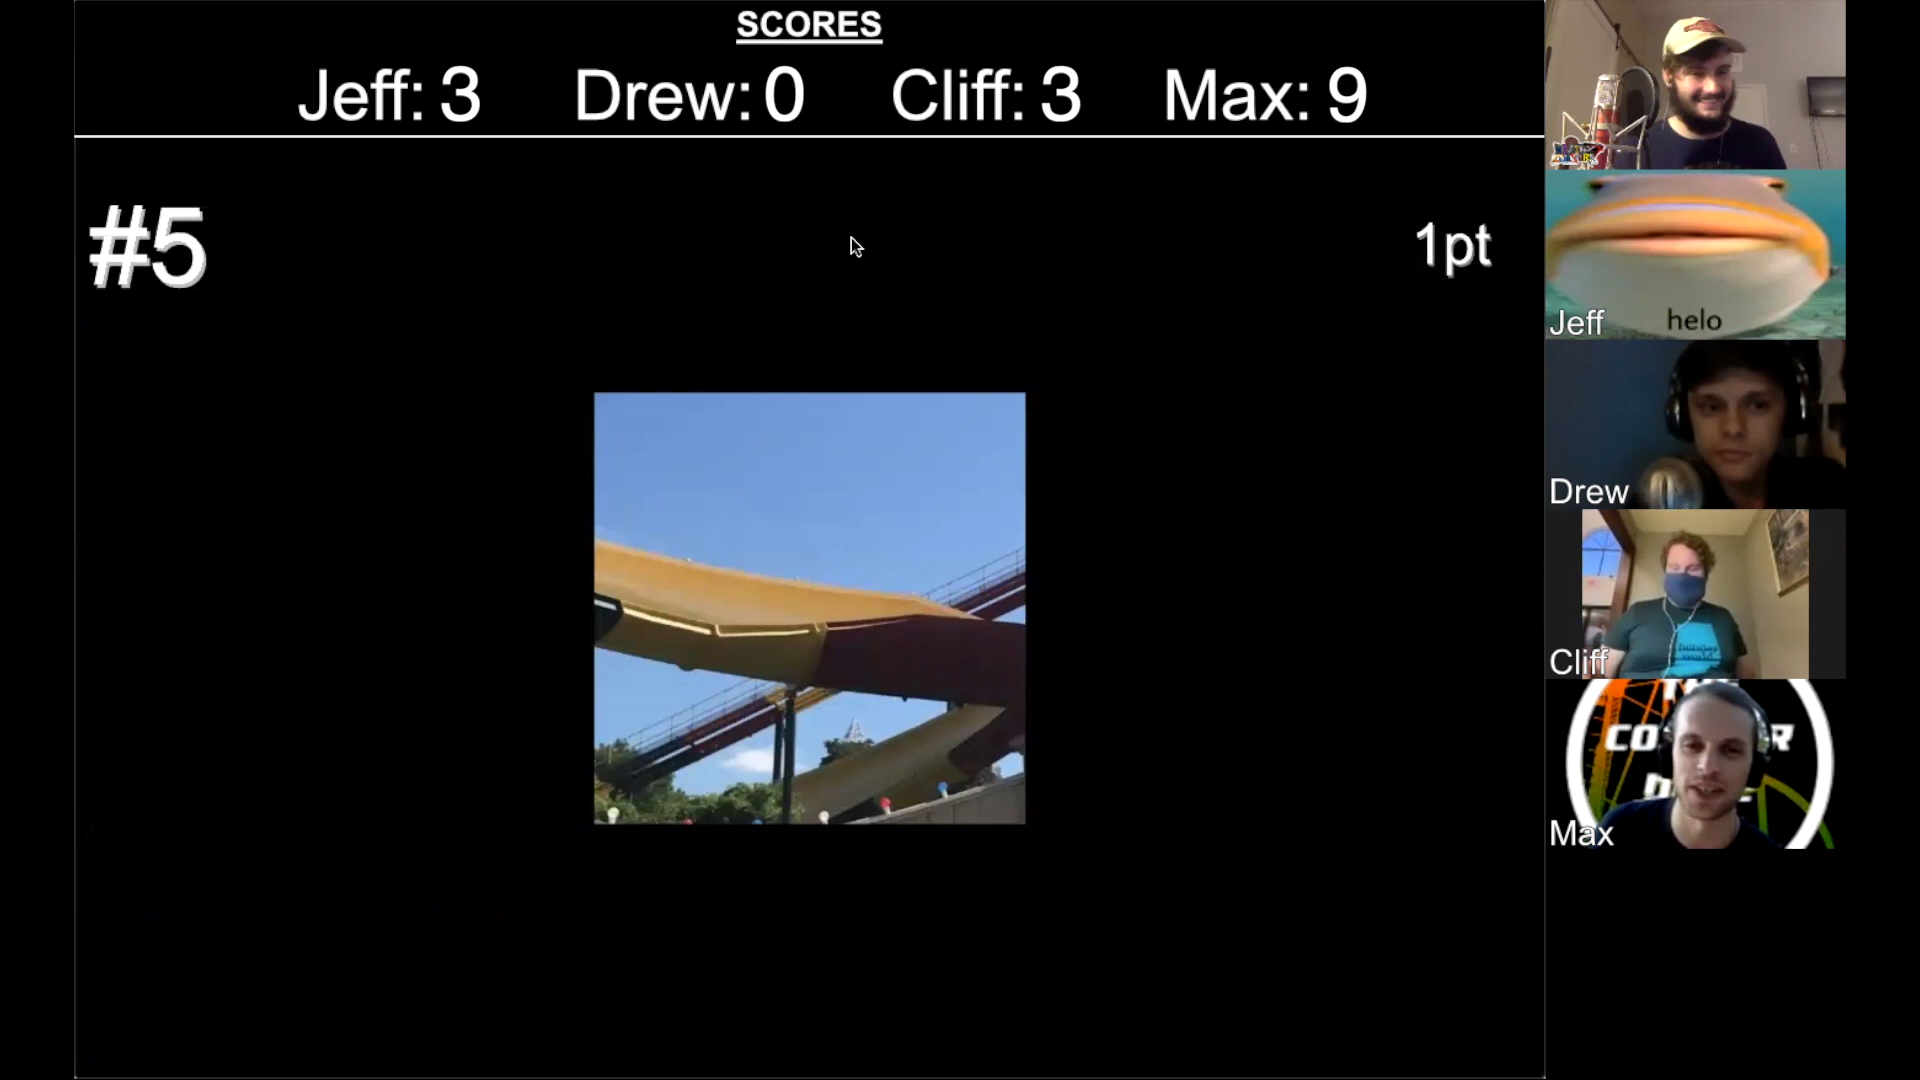 SCORES
Jeff: 3 Drew: 0 Cliff: 3 Max: 9
#5
1pt
Jeff
helo
Drew
Cliff
Max